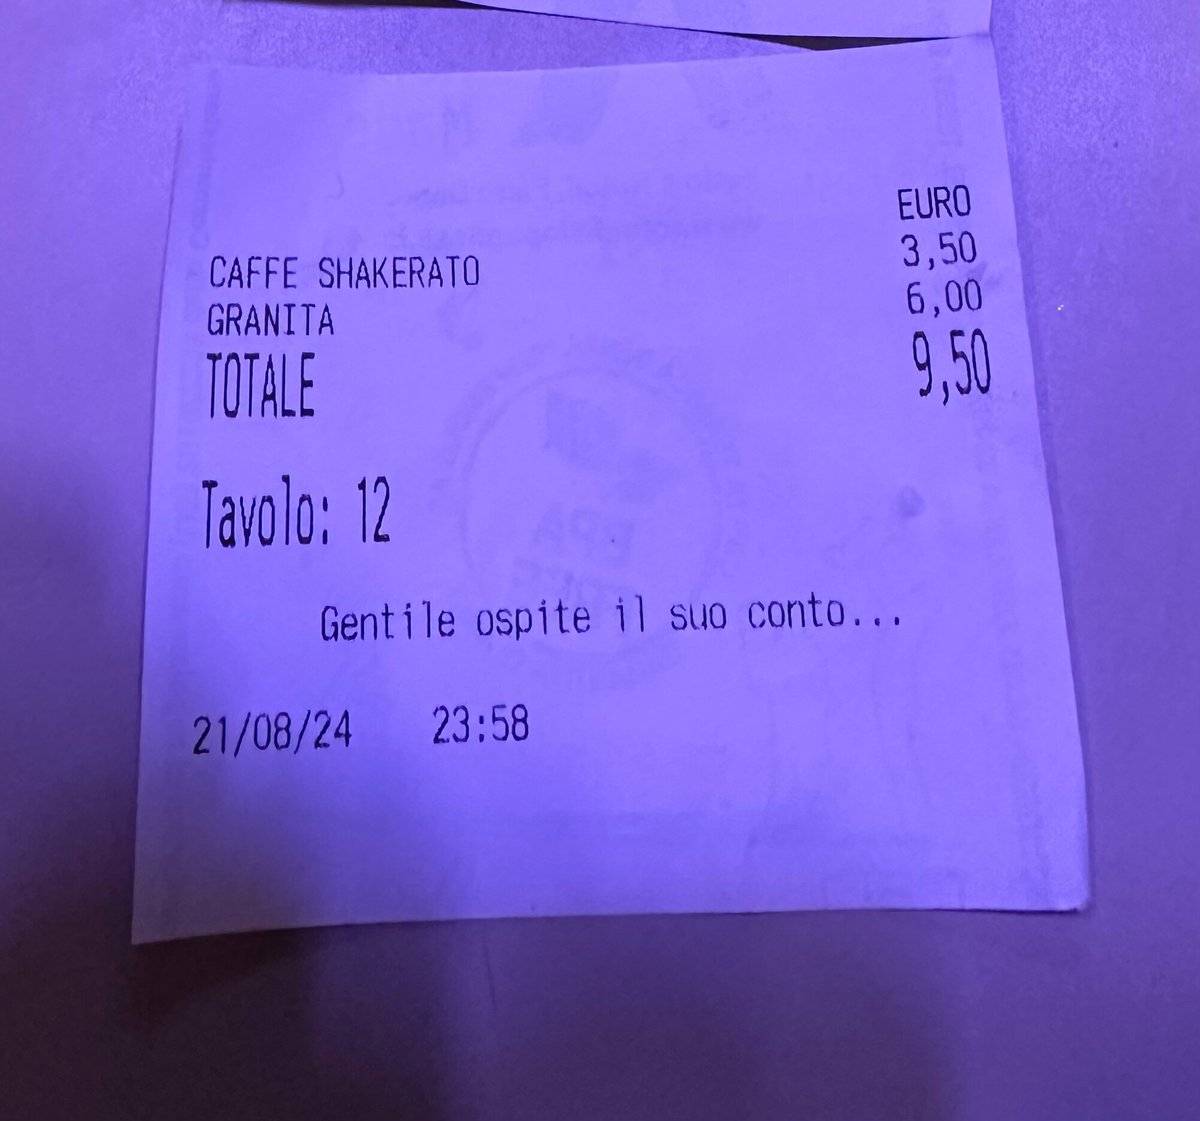 EURO
CAFFE SHAKERATO 3,50
GRANITA 6,00
TOTALE 9,50
Tavolo: 12
Gentile ospite il suo conto...
21/08/24 23:58